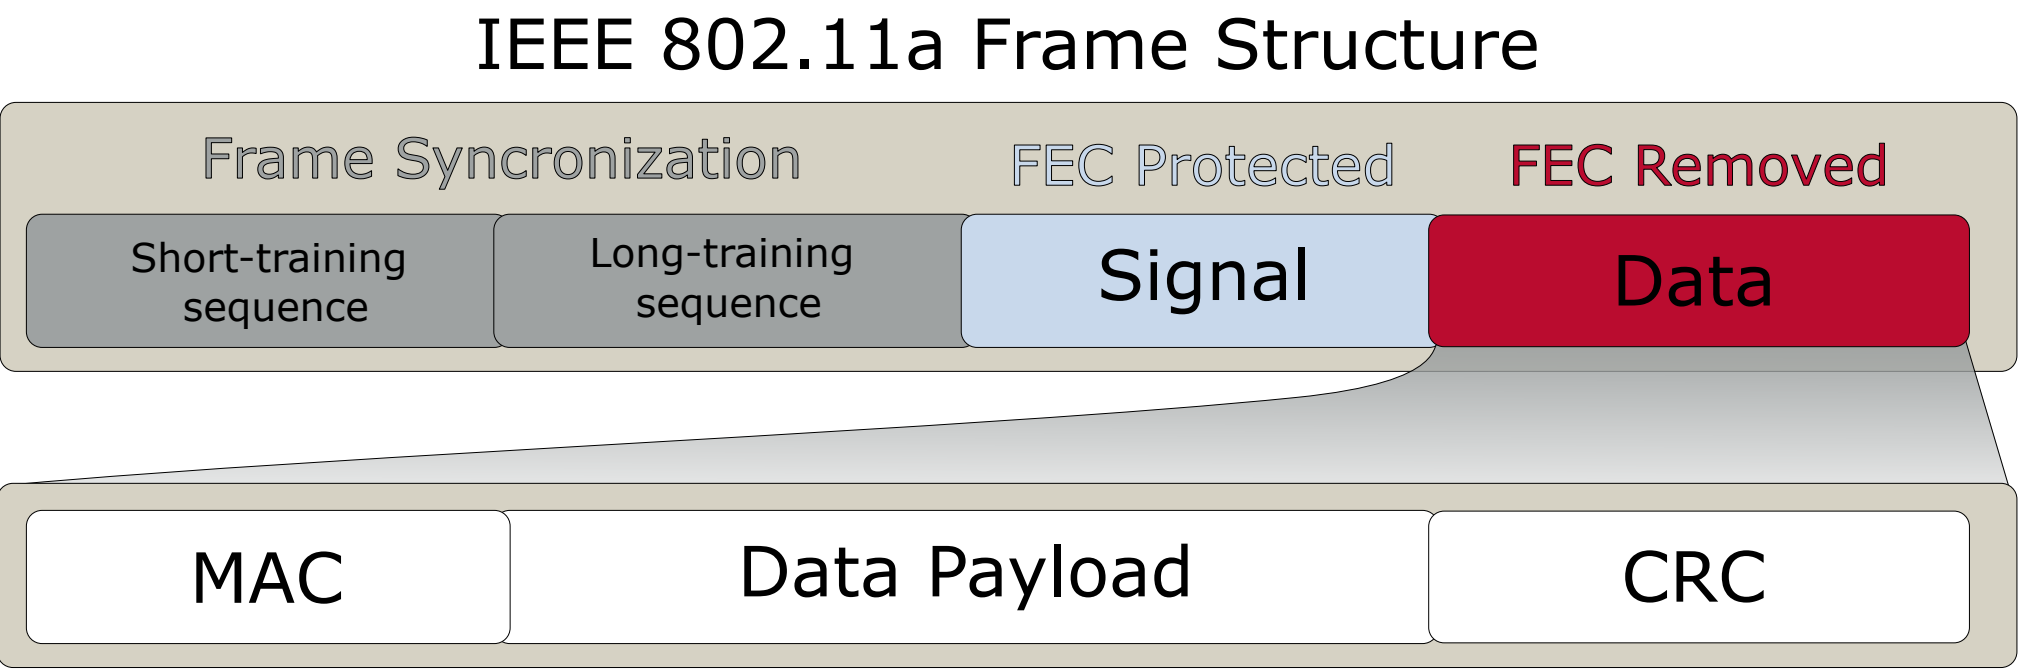 IEEE 802.11a Frame Structure
Frame Syncronization
FEC Protected
FEC Removed
Short-training
sequence
Long-training
sequence
Signal
Data
MAC
Data Payload
CRC